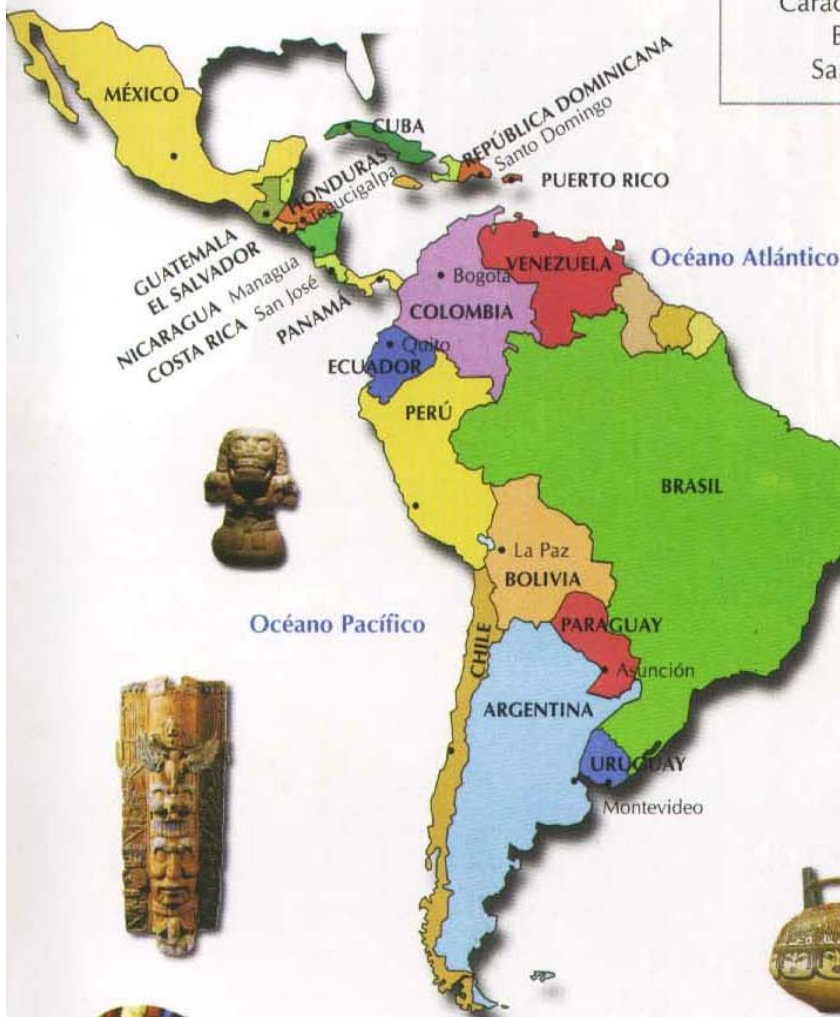 Carac
E
Sa
MÉXICO
CUBA
REPÚBLICA DOMINICANA
Santo Domingo
HONDURAS
Tegucigalpa
PUERTO RICO
GUATEMALA
EL SALVADOR
NICARAGUA Managua
COSTA RICA San José
PANAMÁ
Océano Atlántico
VENEZUELA
Bogotá
COLOMBIA
Quito
ECUADOR
PERÚ
BRASIL
La Paz
BOLIVIA
Océano Pacífico
CHILE
PARAGUAY
Asunción
ARGENTINA
URUGUAY
Montevideo